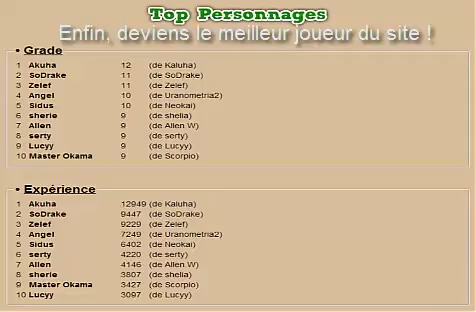 Top Personnages
Enfin, deviens le meilleur joueur du site !
• Grade
1 Akuha 12 (de Kaluha)
2 SoDrake 11 (de SoDrake)
3 Zelef 11 (de Zelef)
4 Angel 10 (de Uranometria2)
5 Sidus 10 (de Neokai)
6 sherie 9 (de shelia)
7 Allen 9 (de Allen W)
8 serty 9 (de serty)
9 Lucyy 9 (de Lucyy)
10 Master Okama 9 (de Scorpio)
• Expérience
1 Akuha 12949 (de Kaluha)
2 SoDrake 9447 (de SoDrake)
3 Zelef 9229 (de Zelef)
4 Angel 7249 (de Uranometria2)
5 Sidus 6402 (de Neokai)
6 serty 4220 (de serty)
7 Allen 4146 (de Allen W)
8 sherie 3807 (de shelia)
9 Master Okama 3427 (de Scorpio)
10 Lucyy 3097 (de Lucyy)